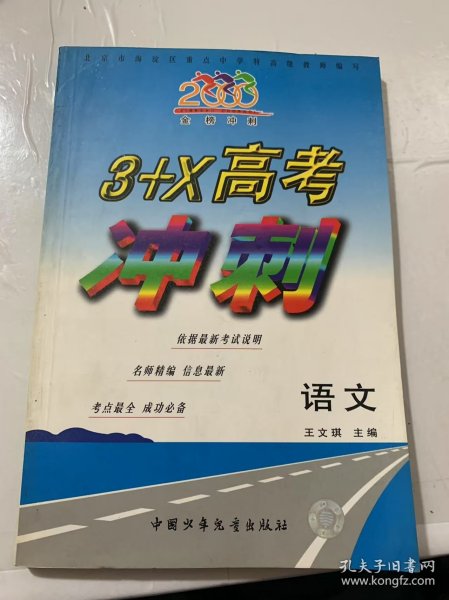 北京市海淀区重点中学特高级教师编写
2000
金榜冲刺
3+X高考
冲刺
依据最新考试说明
名师精编 信息最新
考点最全 成功必备
语文
王文琪 主编
中国少年儿童出版社
孔夫子旧书网
www.kongfz.com